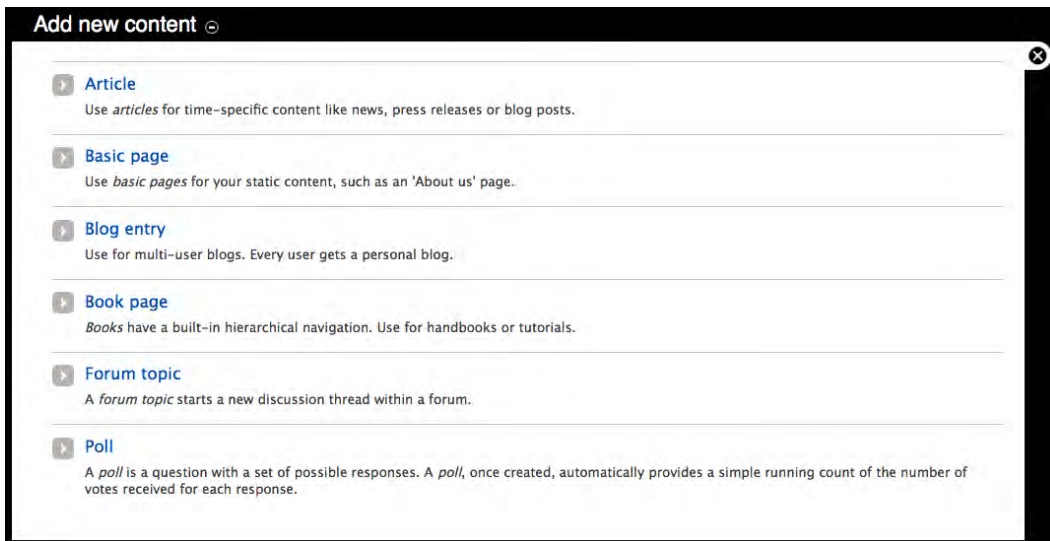 Add new content
Article
Use articles for time-specific content like news, press releases or blog posts.
Basic page
Use basic pages for your static content, such as an 'About us' page.
Blog entry
Use for multi-user blogs. Every user gets a personal blog.
Book page
Books have a built-in hierarchical navigation. Use for handbooks or tutorials.
Forum topic
A forum topic starts a new discussion thread within a forum.
Poll
A poll is a question with a set of possible responses. A poll, once created, automatically provides a simple running count of the number of
votes received for each response.